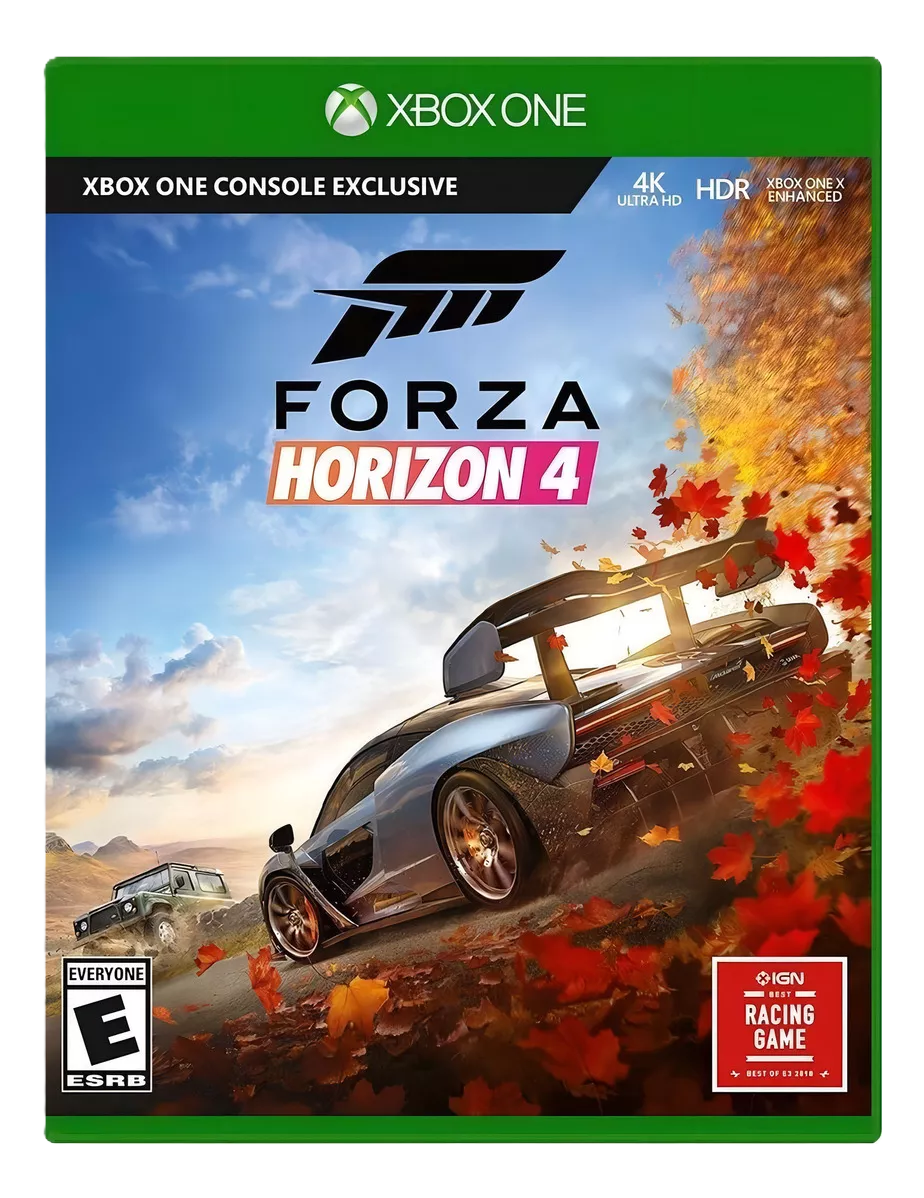 XBOX ONE
XBOX ONE CONSOLE EXCLUSIVE
4K
ULTRA HD
HDR
XBOX ONE X
ENHANCED
FORZA
HORIZON 4
EVERYONE
E
ESRB
IGN
BEST
RACING
GAME
BEST OF E3 2018